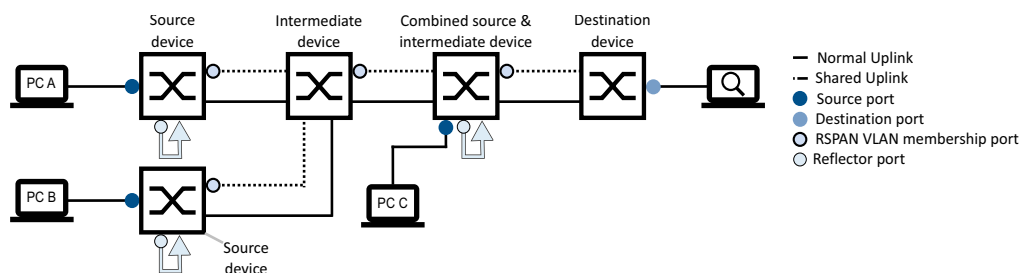 Source
device
Intermediate
device
Combined source &
intermediate device
Destination
device
PC A
Normal Uplink
Shared Uplink
Source port
Destination port
RSPAN VLAN membership port
Reflector port
PC B
PC C
Source
device